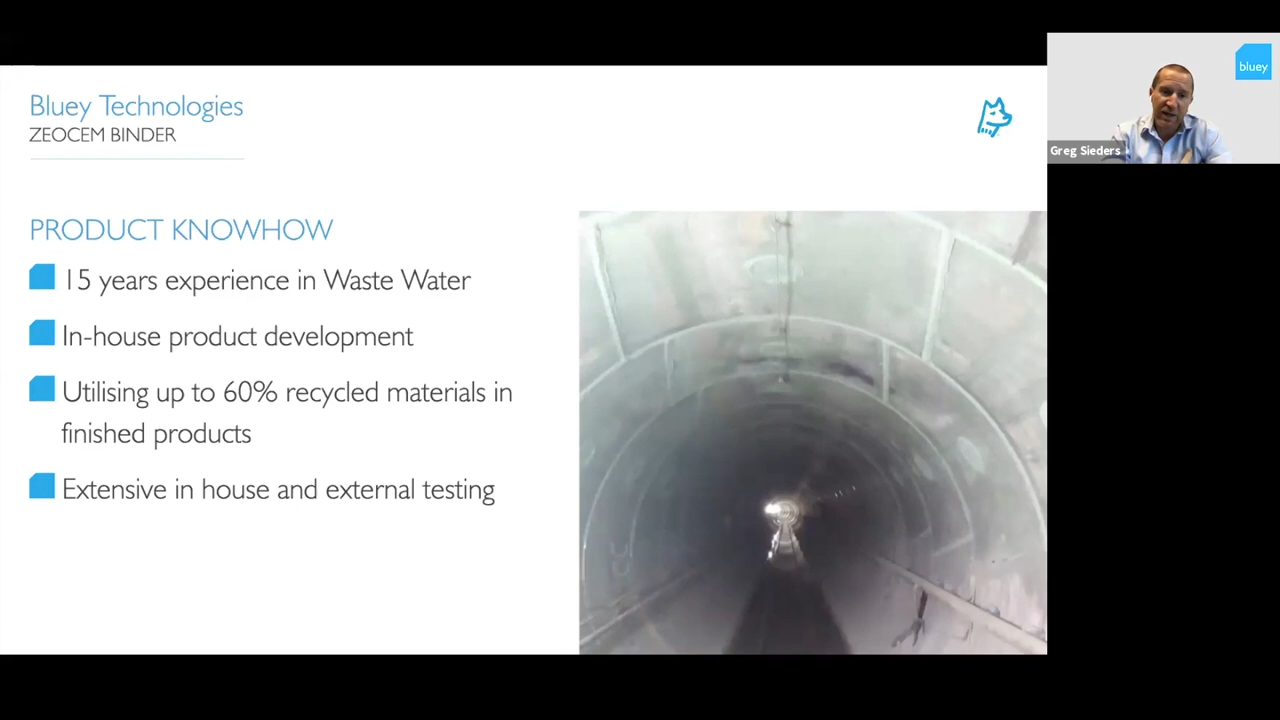 Bluey Technologies
ZEOCEM BINDER
PRODUCT KNOWHOW
15 years experience in Waste Water
In-house product development
Utilising up to 60% recycled materials in
finished products
Extensive in house and external testing
bluey
Greg Sieders